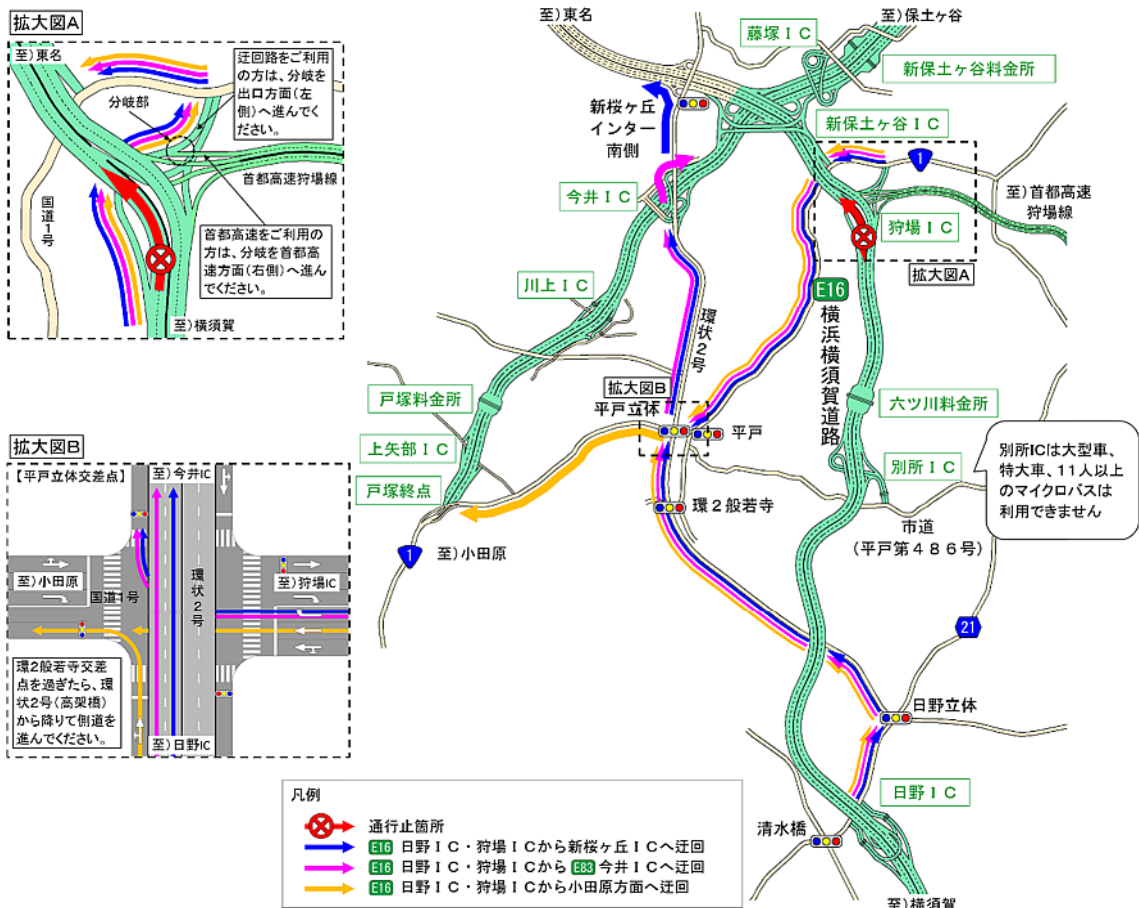 拡大図A
至)東名
迂回路をご利用
の方は、分岐を
出口方面(左
側)へ進んでく
ださい。
分岐部
首都高速狩場線
国道1号
首都高速をご利用の
方は、分岐を首都高
速方面(右側)へ進ん
でください。
至)横須賀
至)東名
至)保土ヶ谷
藤塚IC
新保土ヶ谷料金所
新桜ヶ丘
インター
南側
新保土ヶ谷IC
1
今井IC
至)首都高速
狩場線
狩場IC
拡大図A
川上IC
E16
横浜横須賀道路
環状2号
拡大図B
戸塚料金所
平戸立体
平戸
六ツ川料金所
上矢部IC
別所IC
別所ICは大型車、
特大車、11人以上
のマイクロバスは
利用できません
戸塚終点
環2般若寺
市道
(平戸第486号)
至)小田原
1
21
日野立体
日野IC
清水橋
至)横須賀
拡大図B
【平戸立体交差点】
至)今井IC
至)小田原
国道1号
環状2号
至)狩場IC
環2般若寺交差
点を過ぎたら、環
状2号(高架橋)
から降りて側道を
進んでください。
至)日野IC
凡例
通行止箇所
E16 日野IC・狩場ICから新桜ヶ丘ICへ迂回
E16 日野IC・狩場ICから E83 今井ICへ迂回
E16 日野IC・狩場ICから小田原方面へ迂回